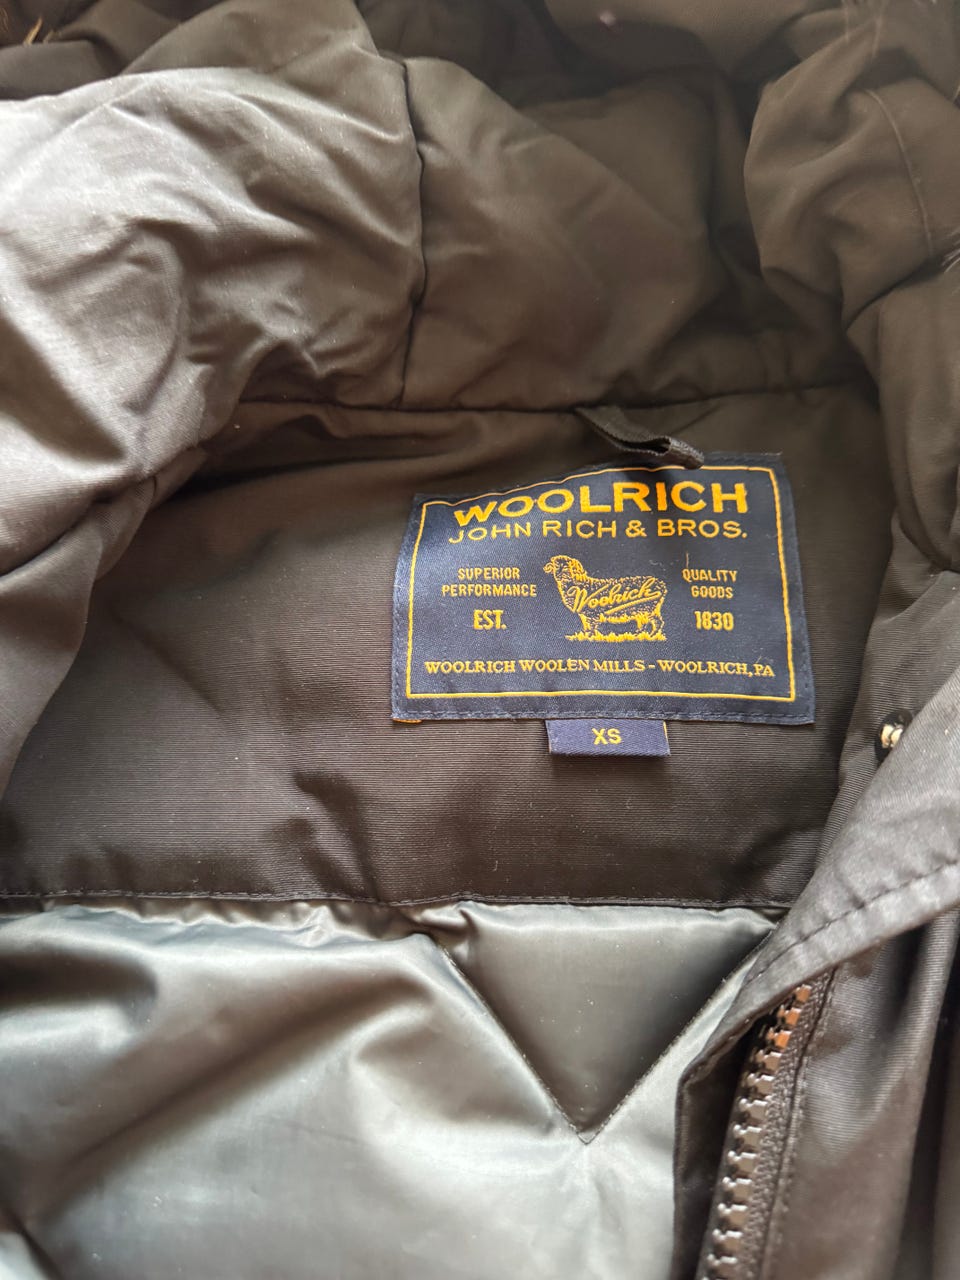 WOOLRICH
JOHN RICH & BROS.
SUPERIOR
PERFORMANCE
EST.
Woolrich
QUALITY
GOODS
1830
WOOLRICH WOOLEN MILLS - WOOLRICH, PA
XS